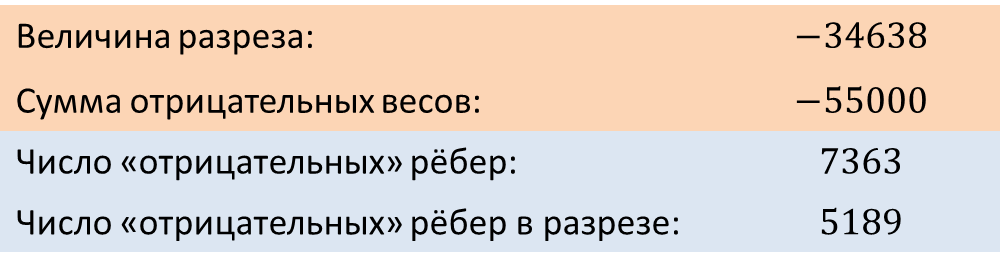 Величина разреза: −34638
Сумма отрицательных весов: −55000
Число «отрицательных» рёбер: 7363
Число «отрицательных» рёбер в разрезе: 5189